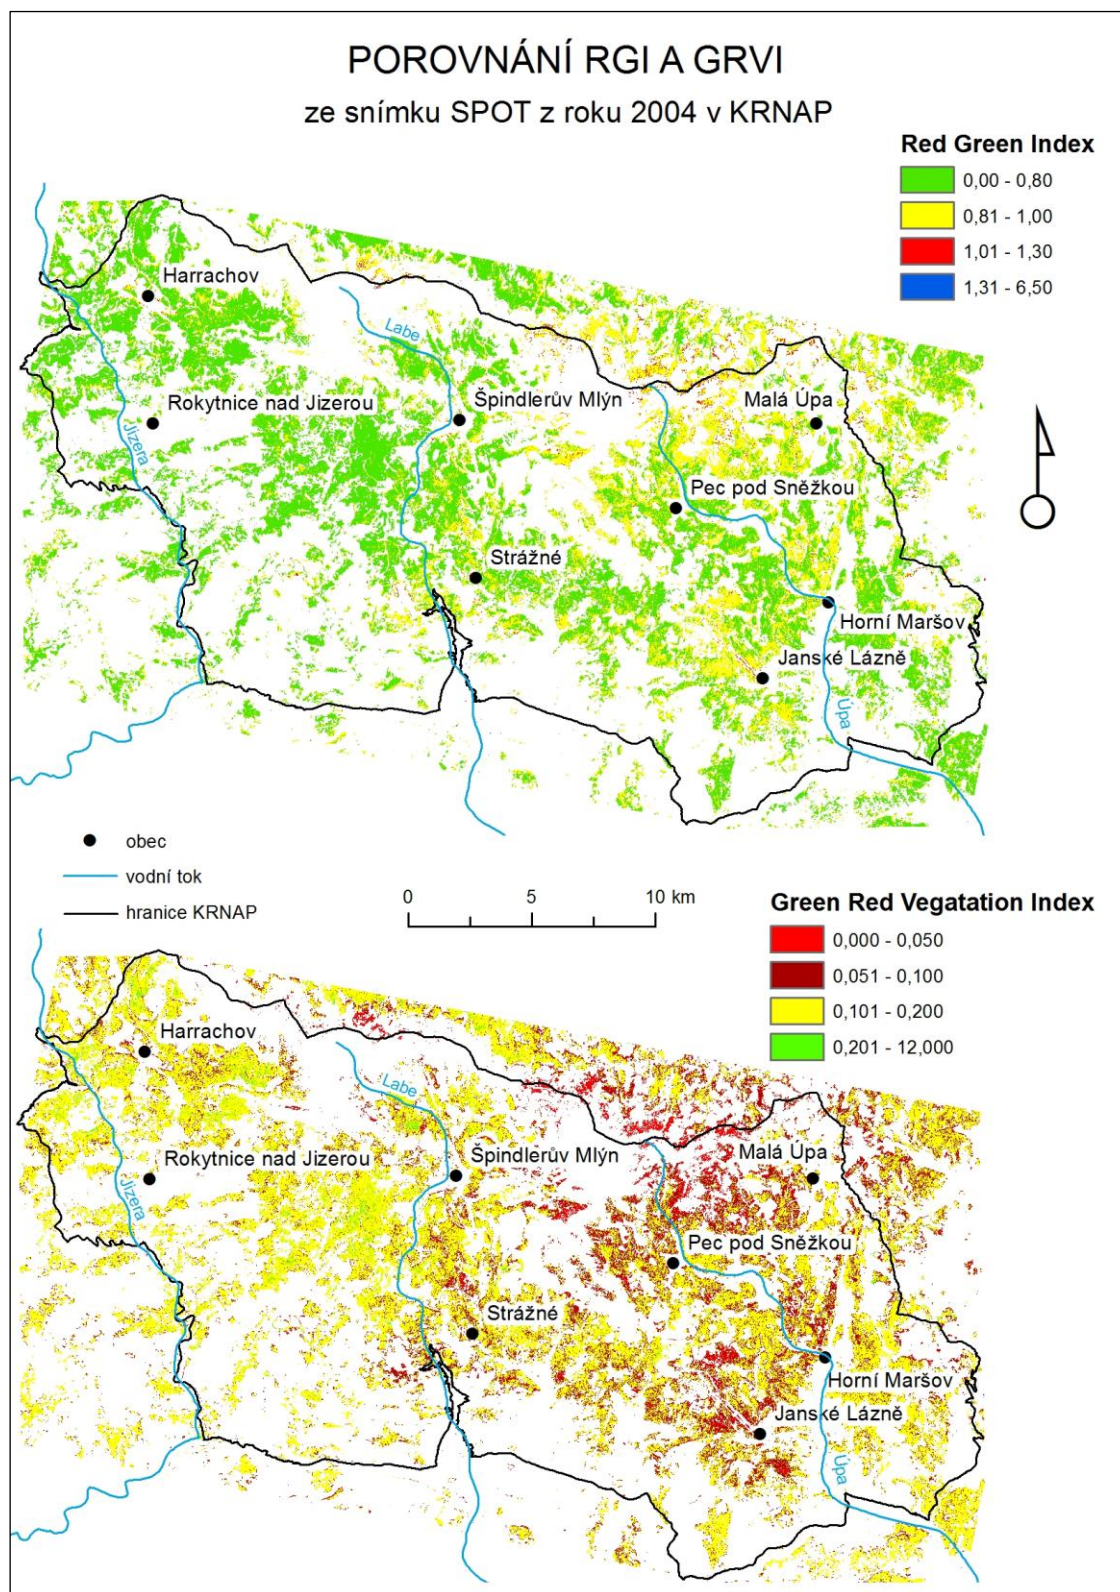 POROVNÁNÍ RGI A GRVI
ze snímku SPOT z roku 2004 v KRNAP
Red Green Index
0,00 - 0,80
0,81 - 1,00
1,01 - 1,30
1,31 - 6,50
Harrachov
Labe
Rokytnice nad Jizerou
Špindlerův Mlýn
Malá Úpa
Jizera
Pec pod Sněžkou
Strážné
Horní Maršov
Janské Lázně
Úpa
obec
vodní tok
hranice KRNAP
0 5 10 km
Green Red Vegatation Index
0,000 - 0,050
0,051 - 0,100
0,101 - 0,200
0,201 - 12,000
Harrachov
Labe
Rokytnice nad Jizerou
Špindlerův Mlýn
Malá Úpa
Jizera
Pec pod Sněžkou
Strážné
Horní Maršov
Janské Lázně
Úpa